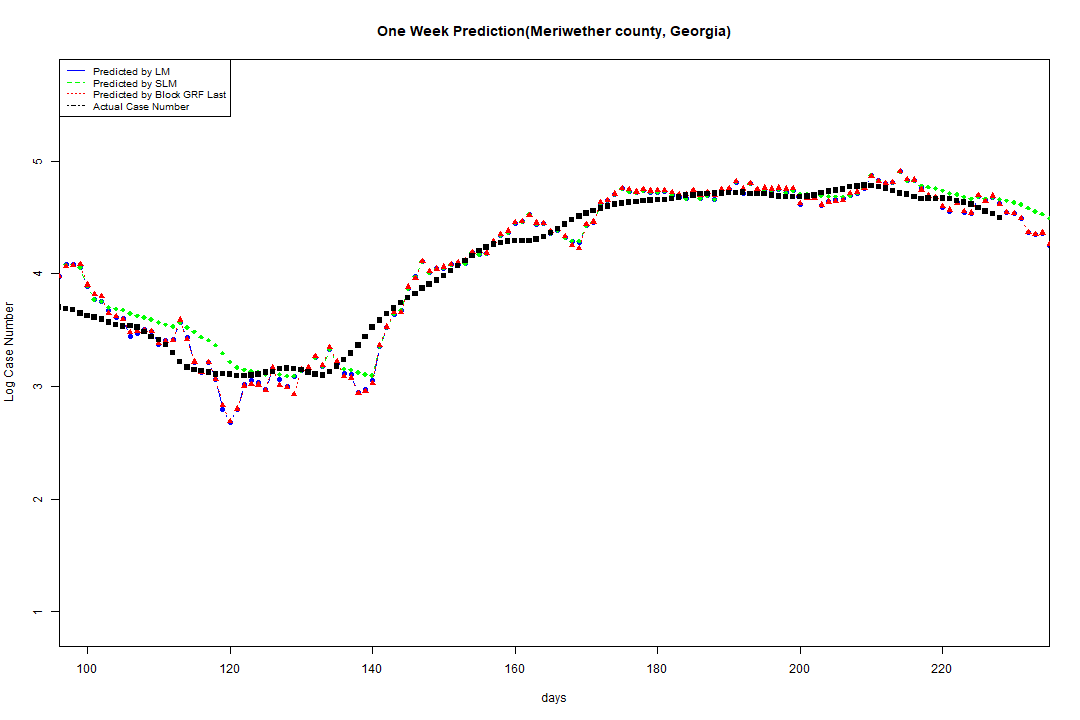 One Week Prediction(Meriwether county, Georgia)
Predicted by LM
Predicted by SLM
Predicted by Block GRF Last
Actual Case Number
Log Case Number
5
4
3
2
1
100 120 140 160 180 200 220
days